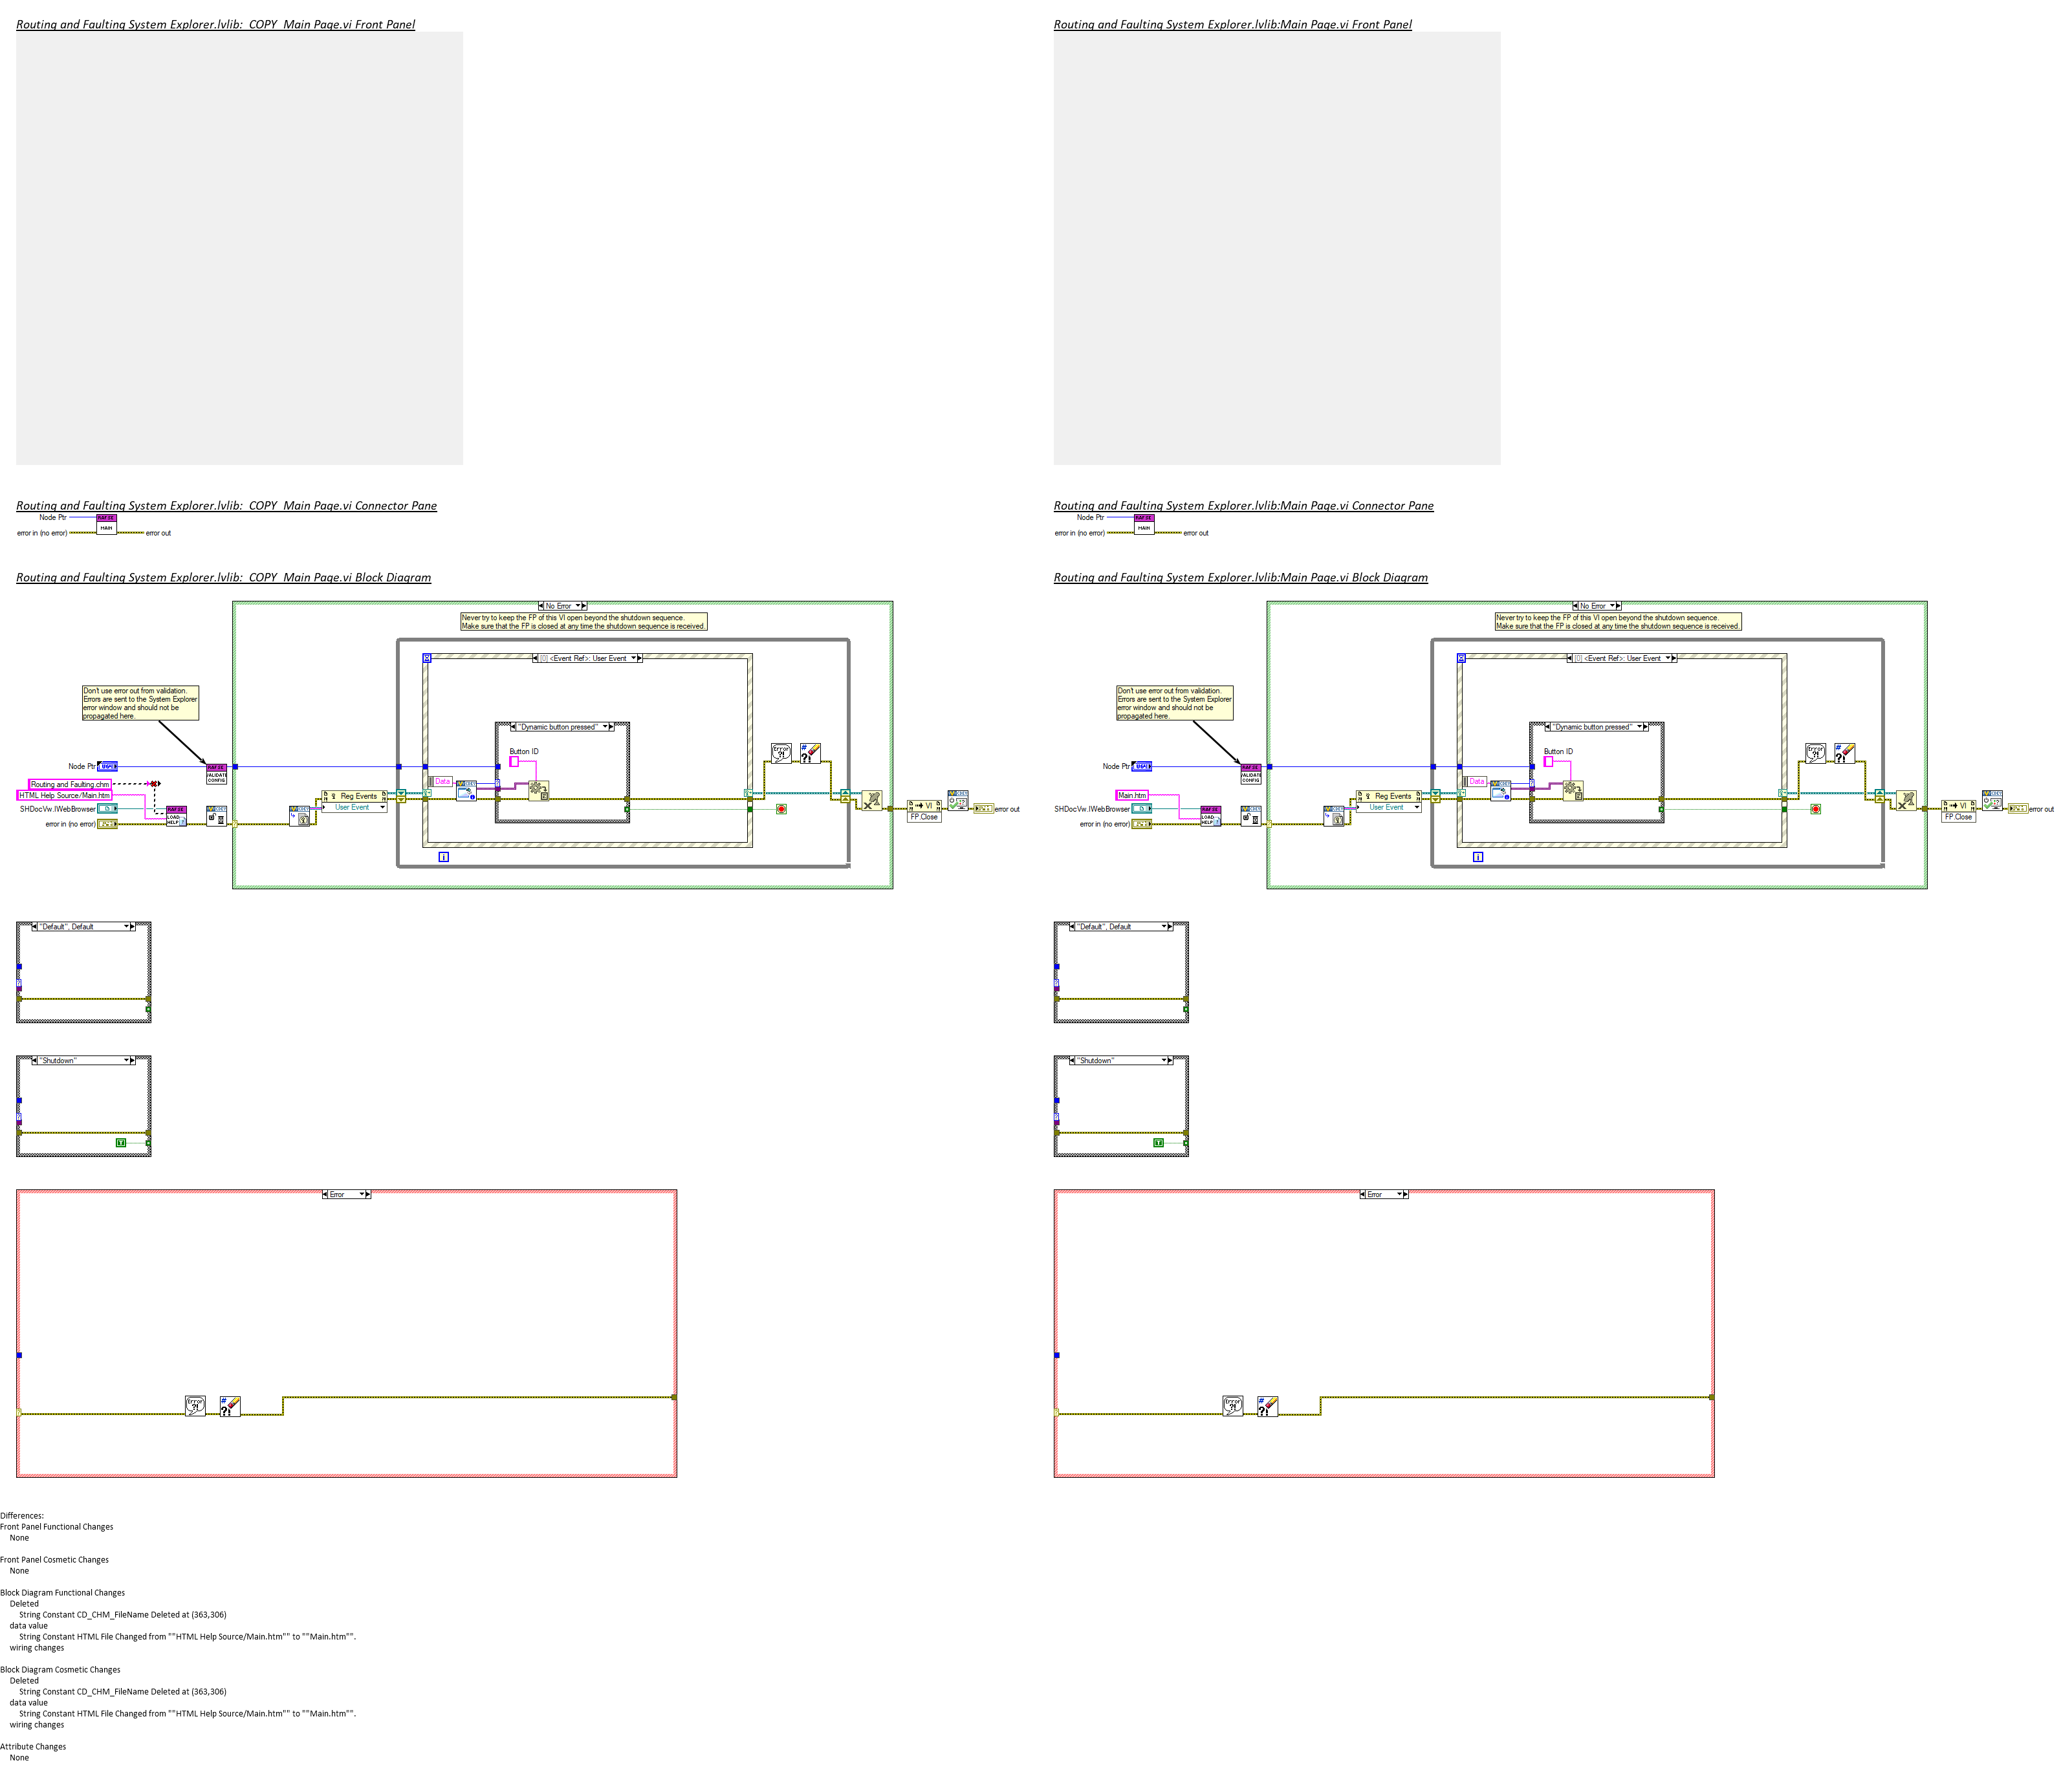 Routing and Faulting System Explorer.lvlib:  COPY  Main Page.vi Front Panel
Routing and Faulting System Explorer.lvlib:Main Page.vi Front Panel
Routing and Faulting System Explorer.lvlib:  COPY  Main Page.vi Connector Pane
Node Ptr
RAFSE
MAIN
error in (no error)
error out
Routing and Faulting System Explorer.lvlib:Main Page.vi Connector Pane
Node Ptr
RAFSE
MAIN
error in (no error)
error out
Routing and Faulting System Explorer.lvlib:  COPY  Main Page.vi Block Diagram
No Error
Never try to keep the FP of this VI open beyond the shutdown sequence.
Make sure that the FP is closed at any time the shutdown sequence is received.
[0] <Event Ref>: User Event
Don't use error out from validation.
Errors are sent to the System Explorer
error window and should not be
propagated here.
"Dynamic button pressed"
Button ID
Node Ptr
RAFSE
VALIDATE
CONFIG
Routing and Faulting.chm
HTML Help Source/Main.htm
SHDocVw.IWebBrowser
error in (no error)
RAFSE
LOAD
HELP
Reg Events
User Event
Data
Error
?!
#
?!
i
VI
FP.Close
error out
Routing and Faulting System Explorer.lvlib:Main Page.vi Block Diagram
No Error
Never try to keep the FP of this VI open beyond the shutdown sequence.
Make sure that the FP is closed at any time the shutdown sequence is received.
[0] <Event Ref>: User Event
Don't use error out from validation.
Errors are sent to the System Explorer
error window and should not be
propagated here.
"Dynamic button pressed"
Button ID
Node Ptr
RAFSE
VALIDATE
CONFIG
Main.htm
SHDocVw.IWebBrowser
error in (no error)
RAFSE
LOAD
HELP
Reg Events
User Event
Data
Error
?!
#
?!
i
VI
FP.Close
error out
"Default", Default
"Default", Default
"Shutdown"
T
"Shutdown"
T
Error
Error
?!
#
?!
Error
Error
?!
#
?!
Differences:
Front Panel Functional Changes
None
Front Panel Cosmetic Changes
None
Block Diagram Functional Changes
Deleted
String Constant CD_CHM_FileName Deleted at (363,306)
data value
String Constant HTML File Changed from ""HTML Help Source/Main.htm"" to ""Main.htm"".
wiring changes
Block Diagram Cosmetic Changes
Deleted
String Constant CD_CHM_FileName Deleted at (363,306)
data value
String Constant HTML File Changed from ""HTML Help Source/Main.htm"" to ""Main.htm"".
wiring changes
Attribute Changes
None